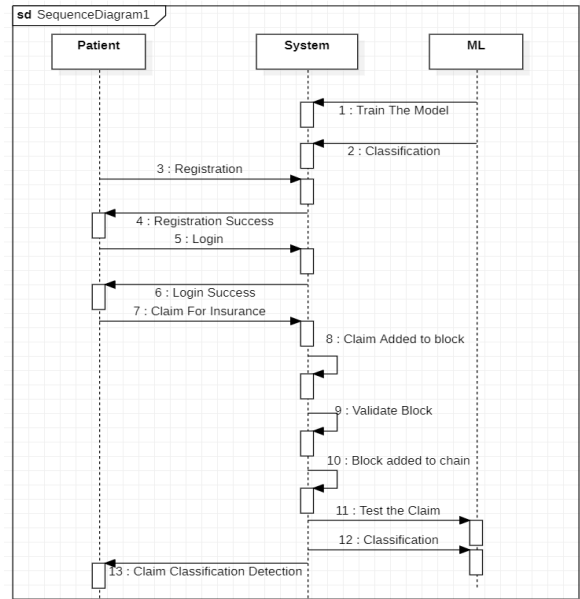 sd SequenceDiagram1
Patient
System
ML
1 : Train The Model
2 : Classification
3 : Registration
4 : Registration Success
5 : Login
6 : Login Success
7 : Claim For Insurance
8 : Claim Added to block
9 : Validate Block
10 : Block added to chain
11 : Test the Claim
12 : Classification
13 : Claim Classification Detection